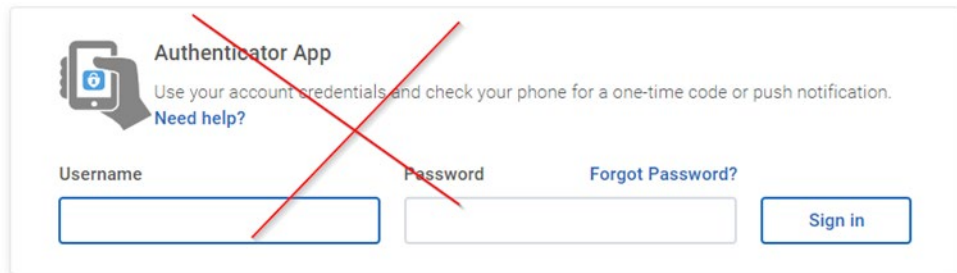 Authenticator App
Use your account credentials and check your phone for a one-time code or push notification.
Need help?
Username
Password
Forgot Password?
Sign in